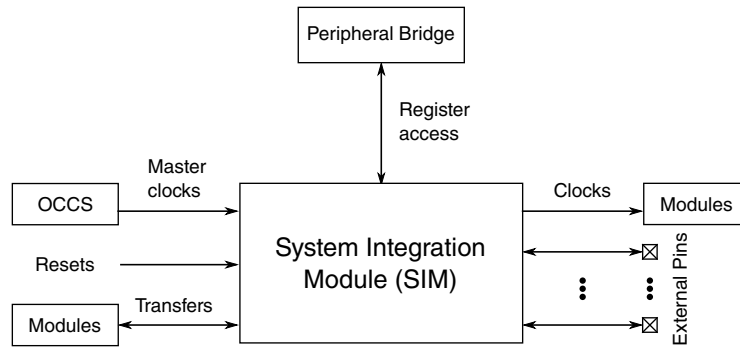 Peripheral Bridge
Register
access
Master
clocks
Clocks
OCCS
Modules
System Integration
Module (SIM)
Resets
External Pins
Transfers
Modules